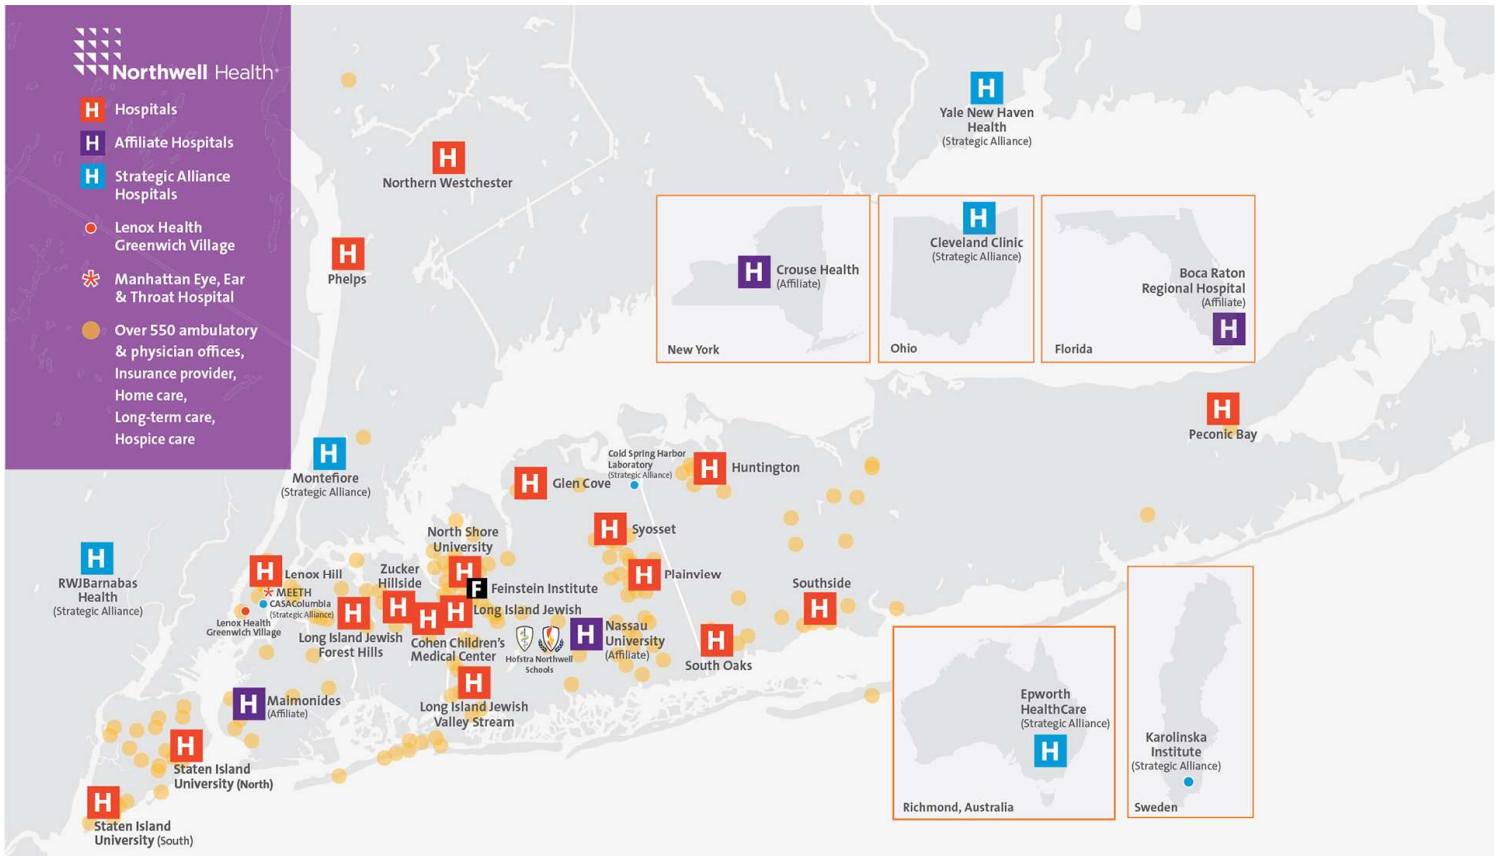 Northwell Health
H Hospitals
H Affiliate Hospitals
H Strategic Alliance
Hospitals
Lenox Health
Greenwich Village
Manhattan Eye, Ear
& Throat Hospital
Over 550 ambulatory
& physician offices,
Insurance provider,
Home care,
Long-term care,
Hospice care
H
Northern Westchester
H
Phelps
H
Yale New Haven
Health
(Strategic Alliance)
H Crouse Health
(Affiliate)
New York
H
Cleveland Clinic
(Strategic Alliance)
Ohio
Boca Raton
Regional Hospital
(Affiliate)
H
Florida
H
Peconic Bay
H
Montefiore
(Strategic Alliance)
H
RWJBarnabas
Health
(Strategic Alliance)
H Glen Cove
Cold Spring Harbor
Laboratory
(Strategic Alliance)
H Huntington
H Syosset
H Plainview
North Shore
University
H
F Feinstein Institute
Zucker
Hillside
H
H Lenox Hill
MEETH
CASAColumbia
(Strategic Alliance)
Lenox Health
Greenwich Village
H
Long Island Jewish
Forest Hills
H
Cohen Children's
Medical Center
H
Long Island Jewish
Hofstra Northwell
Schools
H Nassau
University
(Affiliate)
H
South Oaks
Southside
H
H
Long Island Jewish
Valley Stream
H Maimonides
(Affiliate)
H
Staten Island
University (North)
H
Staten Island
University (South)
Epworth
HealthCare
(Strategic Alliance)
H
Richmond, Australia
Karolinska
Institute
(Strategic Alliance)
Sweden